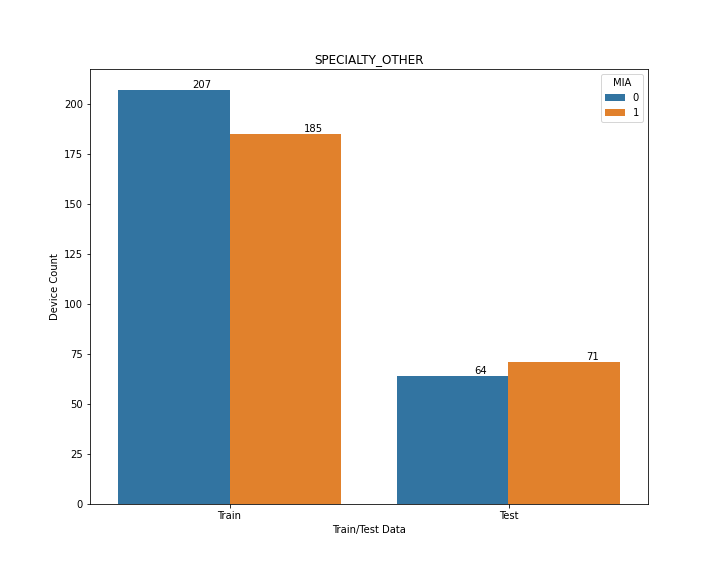 SPECIALTY_OTHER
MIA
0
1
207
185
64
71
200
175
150
125
100
75
50
25
0
Device Count
Train
Test
Train/Test Data